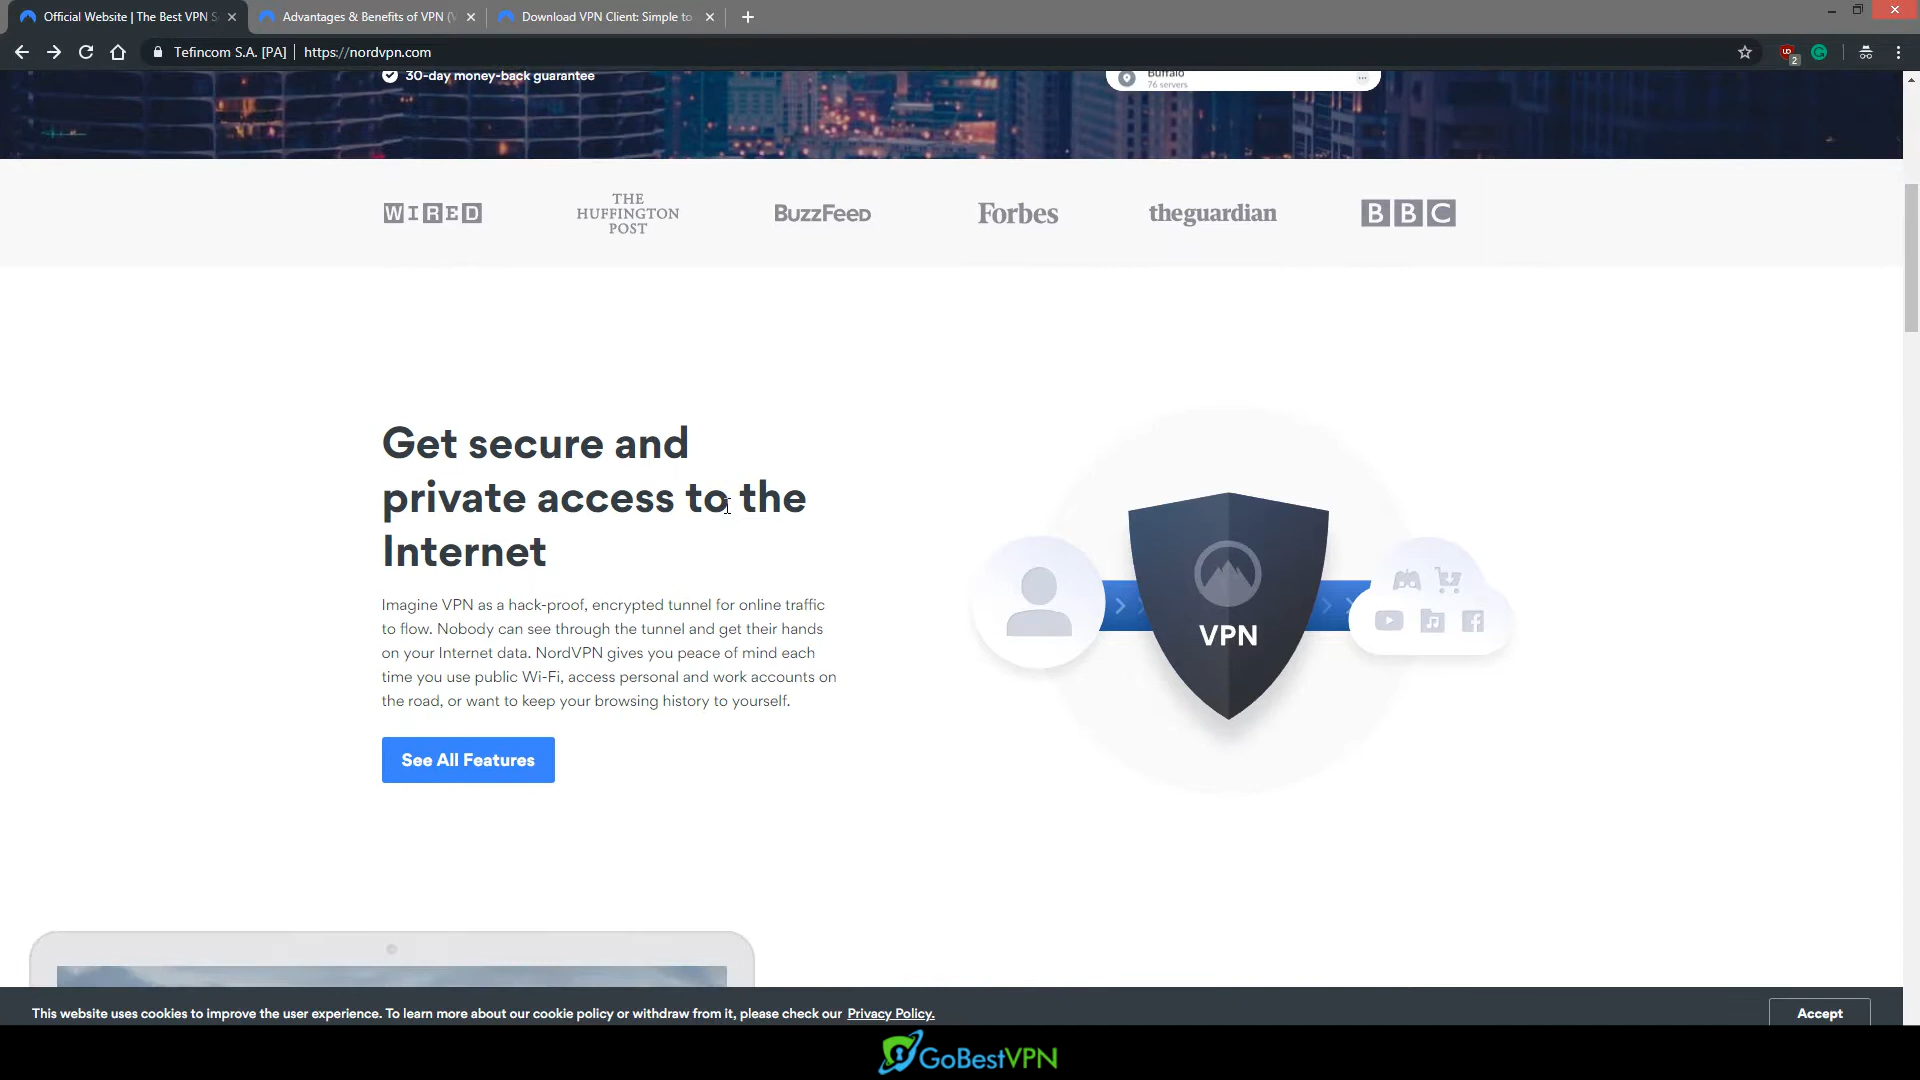 Official Website | The Best VPN S
Advantages & Benefits of VPN (V
Download VPN Client: Simple to
Tefincom S.A. [PA]
https://nordvpn.com
2
30-day money-back guarantee
Buffalo
76 servers
WIRED
THE
HUFFINGTON
POST
BuzzFeed
Forbes
theguardian
BBC
Get secure and
private access to the
Internet
Imagine VPN as a hack-proof, encrypted tunnel for online traffic
to flow. Nobody can see through the tunnel and get their hands
on your Internet data. NordVPN gives you peace of mind each
time you use public Wi-Fi, access personal and work accounts on
the road, or want to keep your browsing history to yourself.
See All Features
VPN
This website uses cookies to improve the user experience. To learn more about our cookie policy or withdraw from it, please check our Privacy Policy.
Accept
GoBestVPN